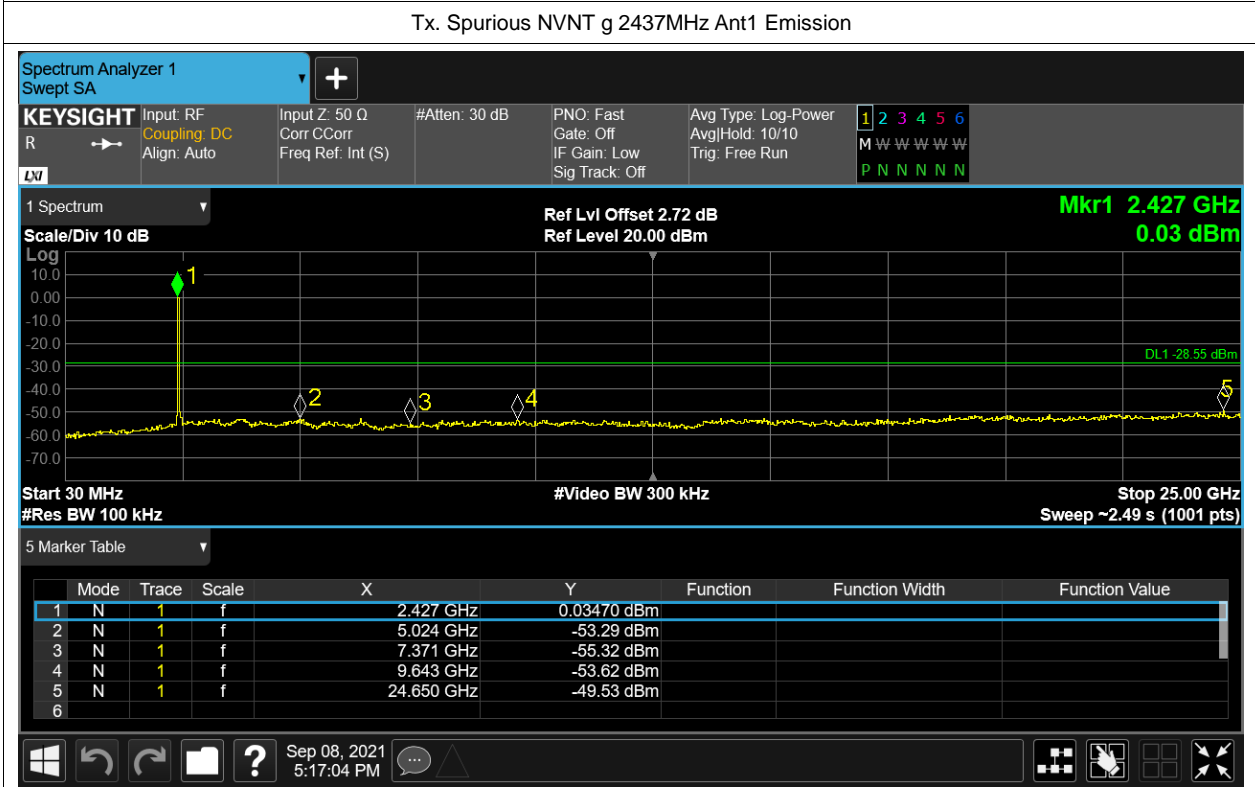 Tx. Spurious NVNT g 2437MHz Ant1 Emission
Spectrum Analyzer 1
Swept SA
KEYSIGHT
R
LXI
Input: RF
Coupling: DC
Align: Auto
Input Z: 50 Ω
Corr CCorr
Freq Ref: Int (S)
#Atten: 30 dB
PNO: Fast
Gate: Off
IF Gain: Low
Sig Track: Off
Avg Type: Log-Power
Avg|Hold: 10/10
Trig: Free Run
1 2 3 4 5 6
M W W W W W
P N N N N N
1 Spectrum
Scale/Div 10 dB
Ref Lvl Offset 2.72 dB
Ref Level 20.00 dBm
Mkr1 2.427 GHz
0.03 dBm
Log
10.0
0.00
-10.0
-20.0
-30.0
-40.0
-50.0
-60.0
-70.0
1
2
3
4
5
DL1 -28.55 dBm
Start 30 MHz
#Res BW 100 kHz
#Video BW 300 kHz
Stop 25.00 GHz
Sweep ~2.49 s (1001 pts)
5 Marker Table
Mode Trace Scale X Y Function Function Width Function Value
1 N 1 f 2.427 GHz 0.03470 dBm
2 N 1 f 5.024 GHz -53.29 dBm
3 N 1 f 7.371 GHz -55.32 dBm
4 N 1 f 9.643 GHz -53.62 dBm
5 N 1 f 24.650 GHz -49.53 dBm
6
?
Sep 08, 2021
5:17:04 PM